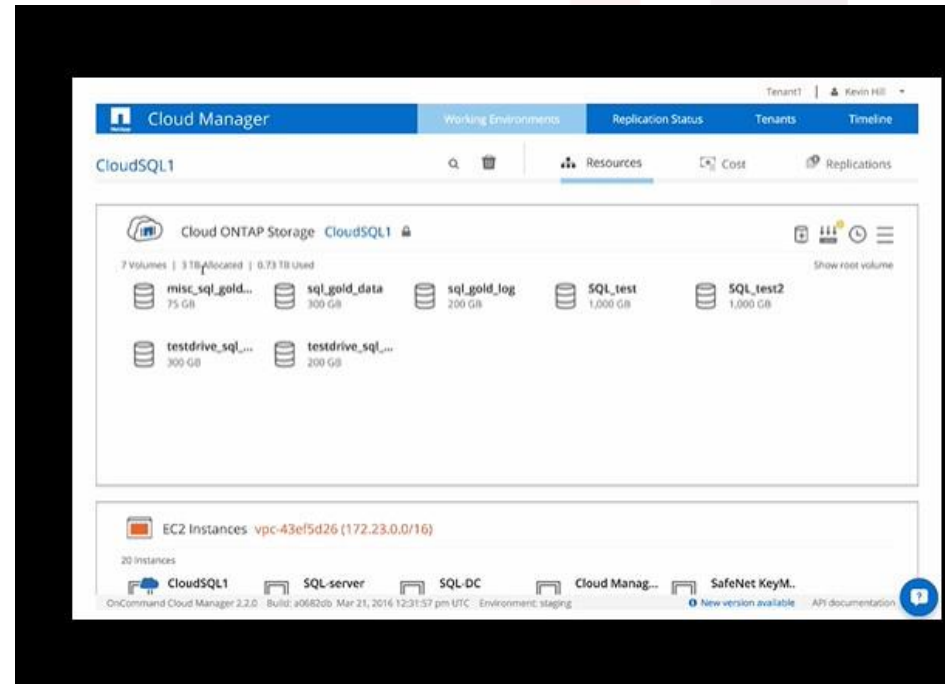 Tenant1 | Kevin Hill
NetApp
Cloud Manager
Working Environments
Replication Status
Tenants
Timeline
CloudSQL1
Resources
Cost
Replications
Cloud ONTAP Storage CloudSQL1
7 Volumes | 3 TB Allocated | 0.73 TB Used
Show root volume
misc_sql_gold... sql_gold_data sql_gold_log SQL_test SQL_test2
75 GB 300 GB 200 GB 1,000 GB 1,000 GB
testdrive_sql_... testdrive_sql_...
300 GB 200 GB
EC2 Instances vpc-43ef5d26 (172.23.0.0/16)
20 Instances
CloudSQL1 SQL-server SQL-DC Cloud Manag... SafeNet KeyM..
OnCommand Cloud Manager 2.2.0 Build: a0682db Mar 21, 2016 12:31:57 pm UTC Environment: staging New version available API documentation